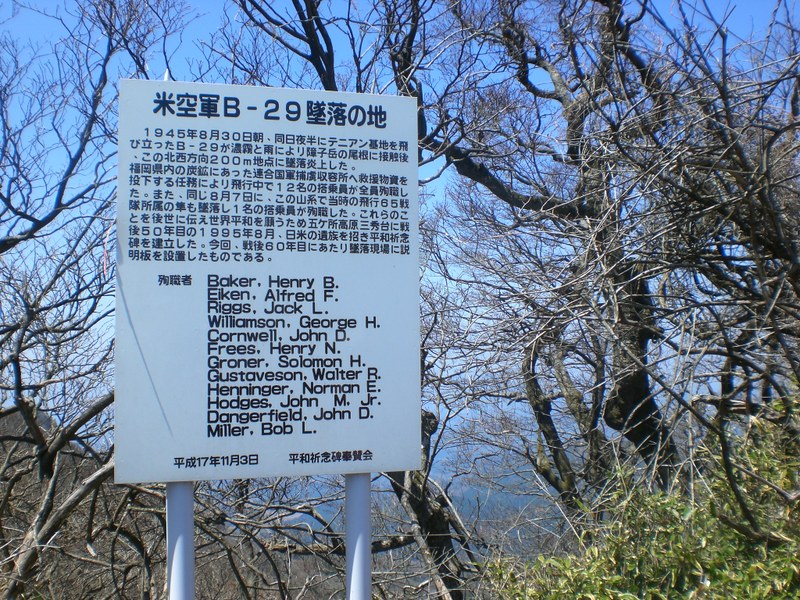 米空軍B-29墜落の地
1945年8月30日朝、同日夜半にテニアン基地を飛
び立ったB-29が濃霧と雨により障子岳の尾根に接触後
、この北西方向200m地点に墜落炎上した。
福岡県内の炭鉱にあった連合国軍捕虜収容所へ救援物資を
投下する任務により飛行中で12名の搭乗員が全員殉職し
た。また、同じ8月7日に、この山系で当時の飛行65戦
隊所属の隼も墜落し1名の搭乗員が殉職した。これらのこ
とを後世に伝え世界平和を願うため五ケ所高原三秀台に戦
後50年目の1995年8月、日米の遺族を招き平和祈念
碑を建立した。今回、戦後60年目にあたり墜落現場に説
明板を設置したものである。
殉職者 Baker, Henry B.
Eiken, Alfred F.
Riggs, Jack L.
Williamson, George H.
Cornwell, John D.
Frees, Henry N.
Groner, Solomon H.
Gustaveson, Walter R.
Henninger, Norman E.
Hodges, John M. Jr.
Dangerfield, John D.
Miller, Bob L.
平成17年11月3日 平和祈念碑奉賛会